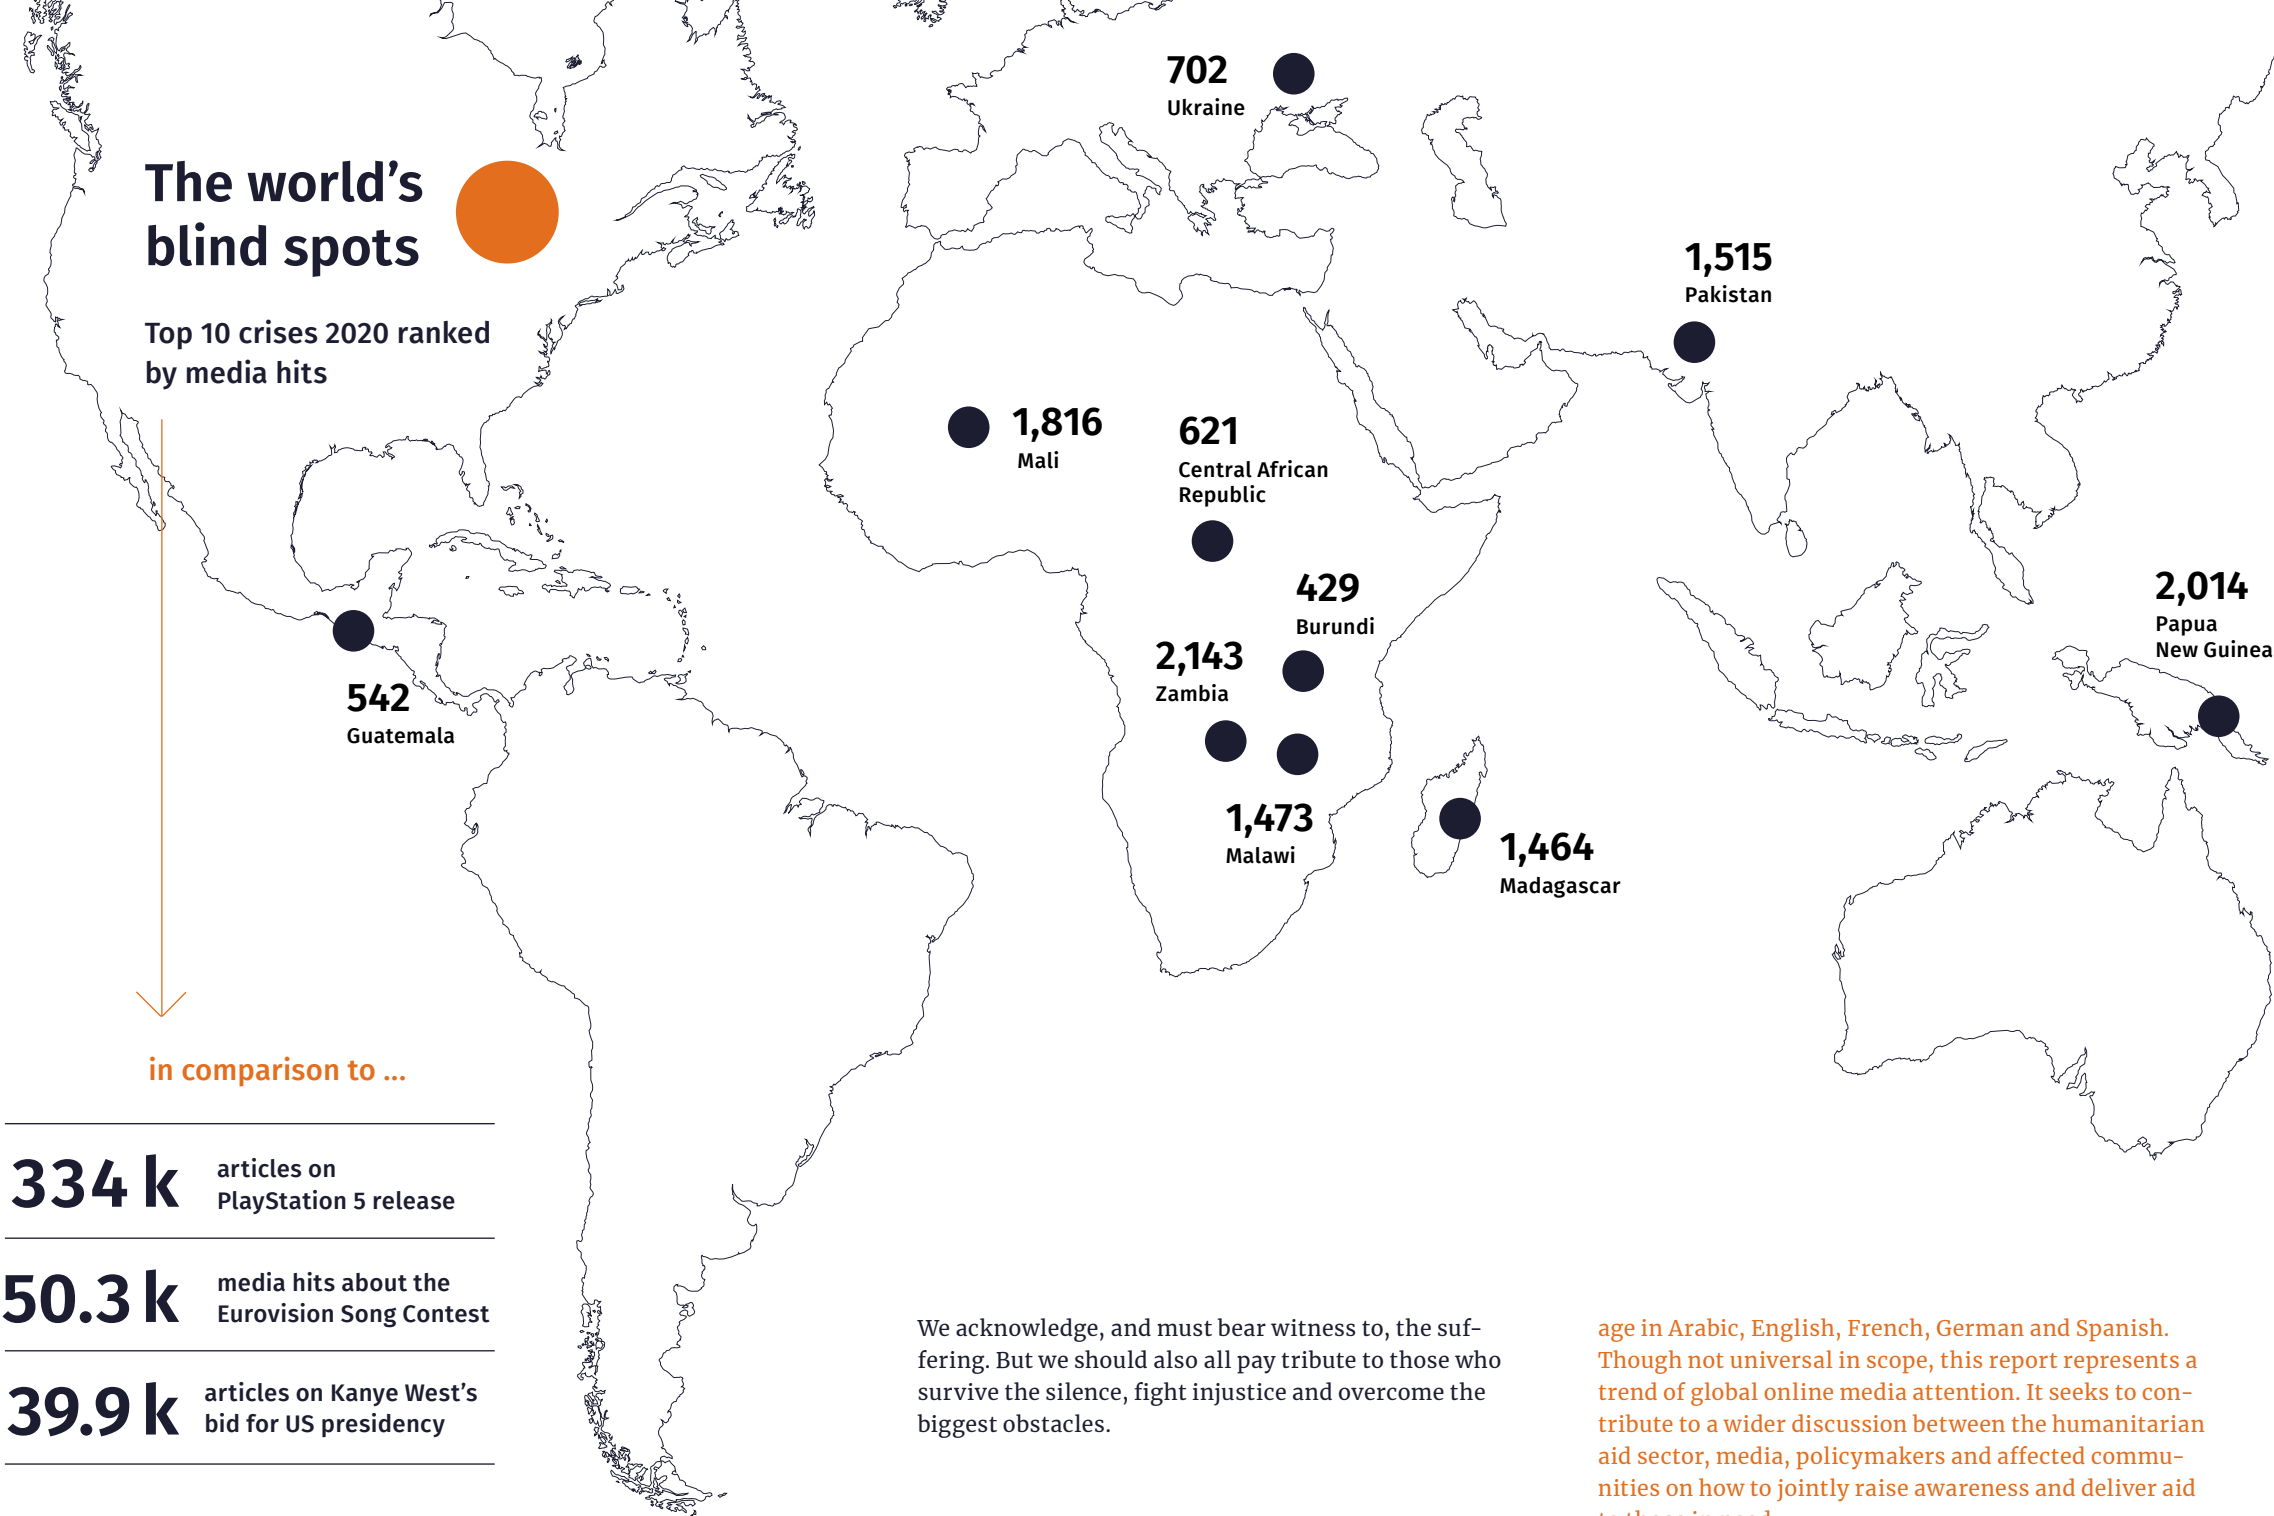 The world's
blind spots
Top 10 crises 2020 ranked
by media hits
702
Ukraine
1,515
Pakistan
1,816
Mali
621
Central African
Republic
429
Burundi
2,014
Papua
New Guinea
2,143
Zambia
542
Guatemala
1,473
Malawi
1,464
Madagascar
in comparison to ...
334 k
articles on
PlayStation 5 release
50.3 k
media hits about the
Eurovision Song Contest
39.9 k
articles on Kanye West's
bid for US presidency
We acknowledge, and must bear witness to, the suf-
fering. But we should also all pay tribute to those who
survive the silence, fight injustice and overcome the
biggest obstacles.
age in Arabic, English, French, German and Spanish.
Though not universal in scope, this report represents a
trend of global online media attention. It seeks to con-
tribute to a wider discussion between the humanitarian
aid sector, media, policymakers and affected commu-
nities on how to jointly raise awareness and deliver aid